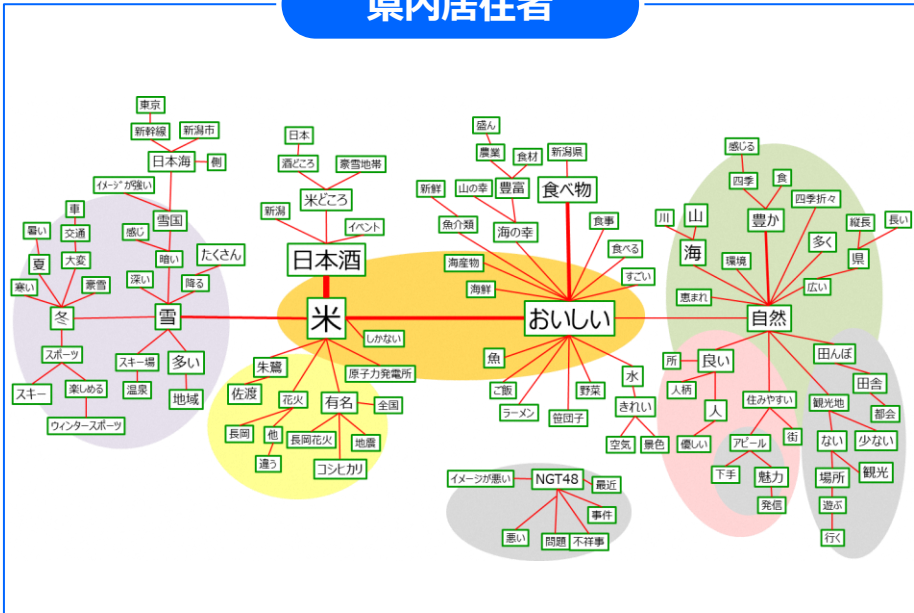 県内居住者
東京
新幹線
新潟市
日本海
側
イメージが強い
雪国
車
暑い
交通
感じ
夏
大変
暗い
たくさん
寒い
豪雪
深い
降る
冬
雪
スポーツ
スキー場
多い
スキー
楽しめる
温泉
地域
ウィンタースポーツ
日本
酒どころ
豪雪地帯
米どころ
新潟
イベント
日本酒
米
しかない
朱鷺
原子力発電所
佐渡
花火
有名
全国
長岡
他
長岡花火
地震
違う
コシヒカリ
盛ん
農業
食材
新潟県
新鮮
山の幸
豊富
食べ物
魚介類
海の幸
食事
海産物
食べる
海鮮
すごい
おいしい
魚
ご飯
野菜
水
ラーメン
笹団子
きれい
空気
景色
感じる
四季
食
四季折々
川
山
豊か
縦長
長い
海
多く
県
環境
広い
恵まれ
自然
所
良い
田んぼ
人柄
田舎
人
住みやすい
観光地
都会
優しい
アピール
街
ない
少ない
下手
魅力
場所
観光
発信
遊ぶ
行く
イメージが悪い
NGT48
最近
事件
悪い
問題
不祥事